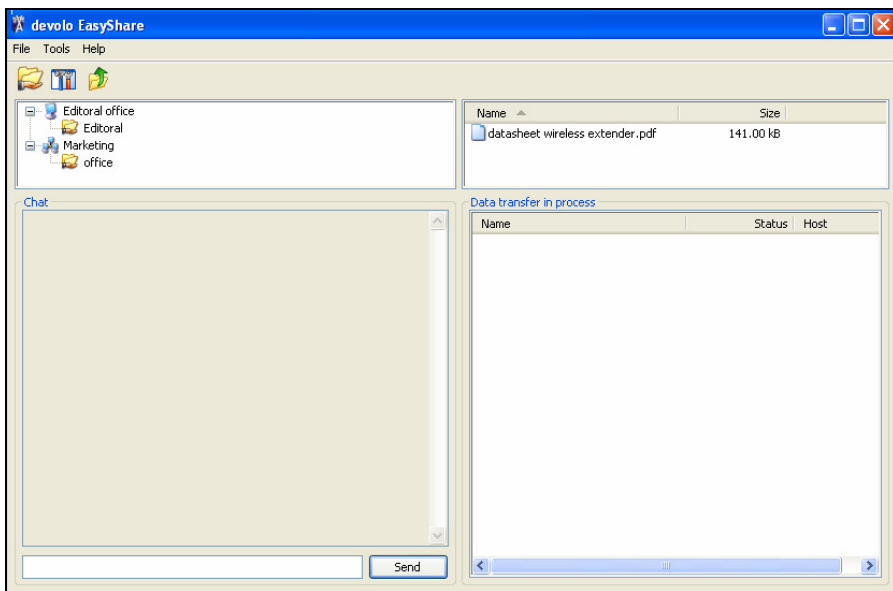 devolo EasyShare
File Tools Help
Editoral office
Editoral
Marketing
office
Name Size
datasheet wireless extender.pdf 141.00 kB
Chat
Send
Data transfer in process
Name Status Host